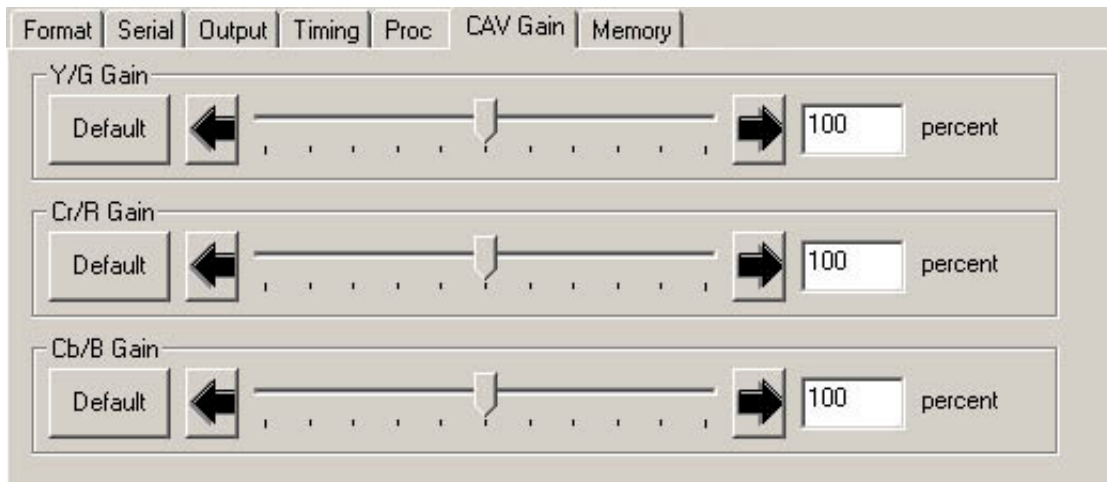 Format Serial Output Timing Proc CAV Gain Memory
Y/G Gain
Default 100 percent
Cr/R Gain
Default 100 percent
Cb/B Gain
Default 100 percent